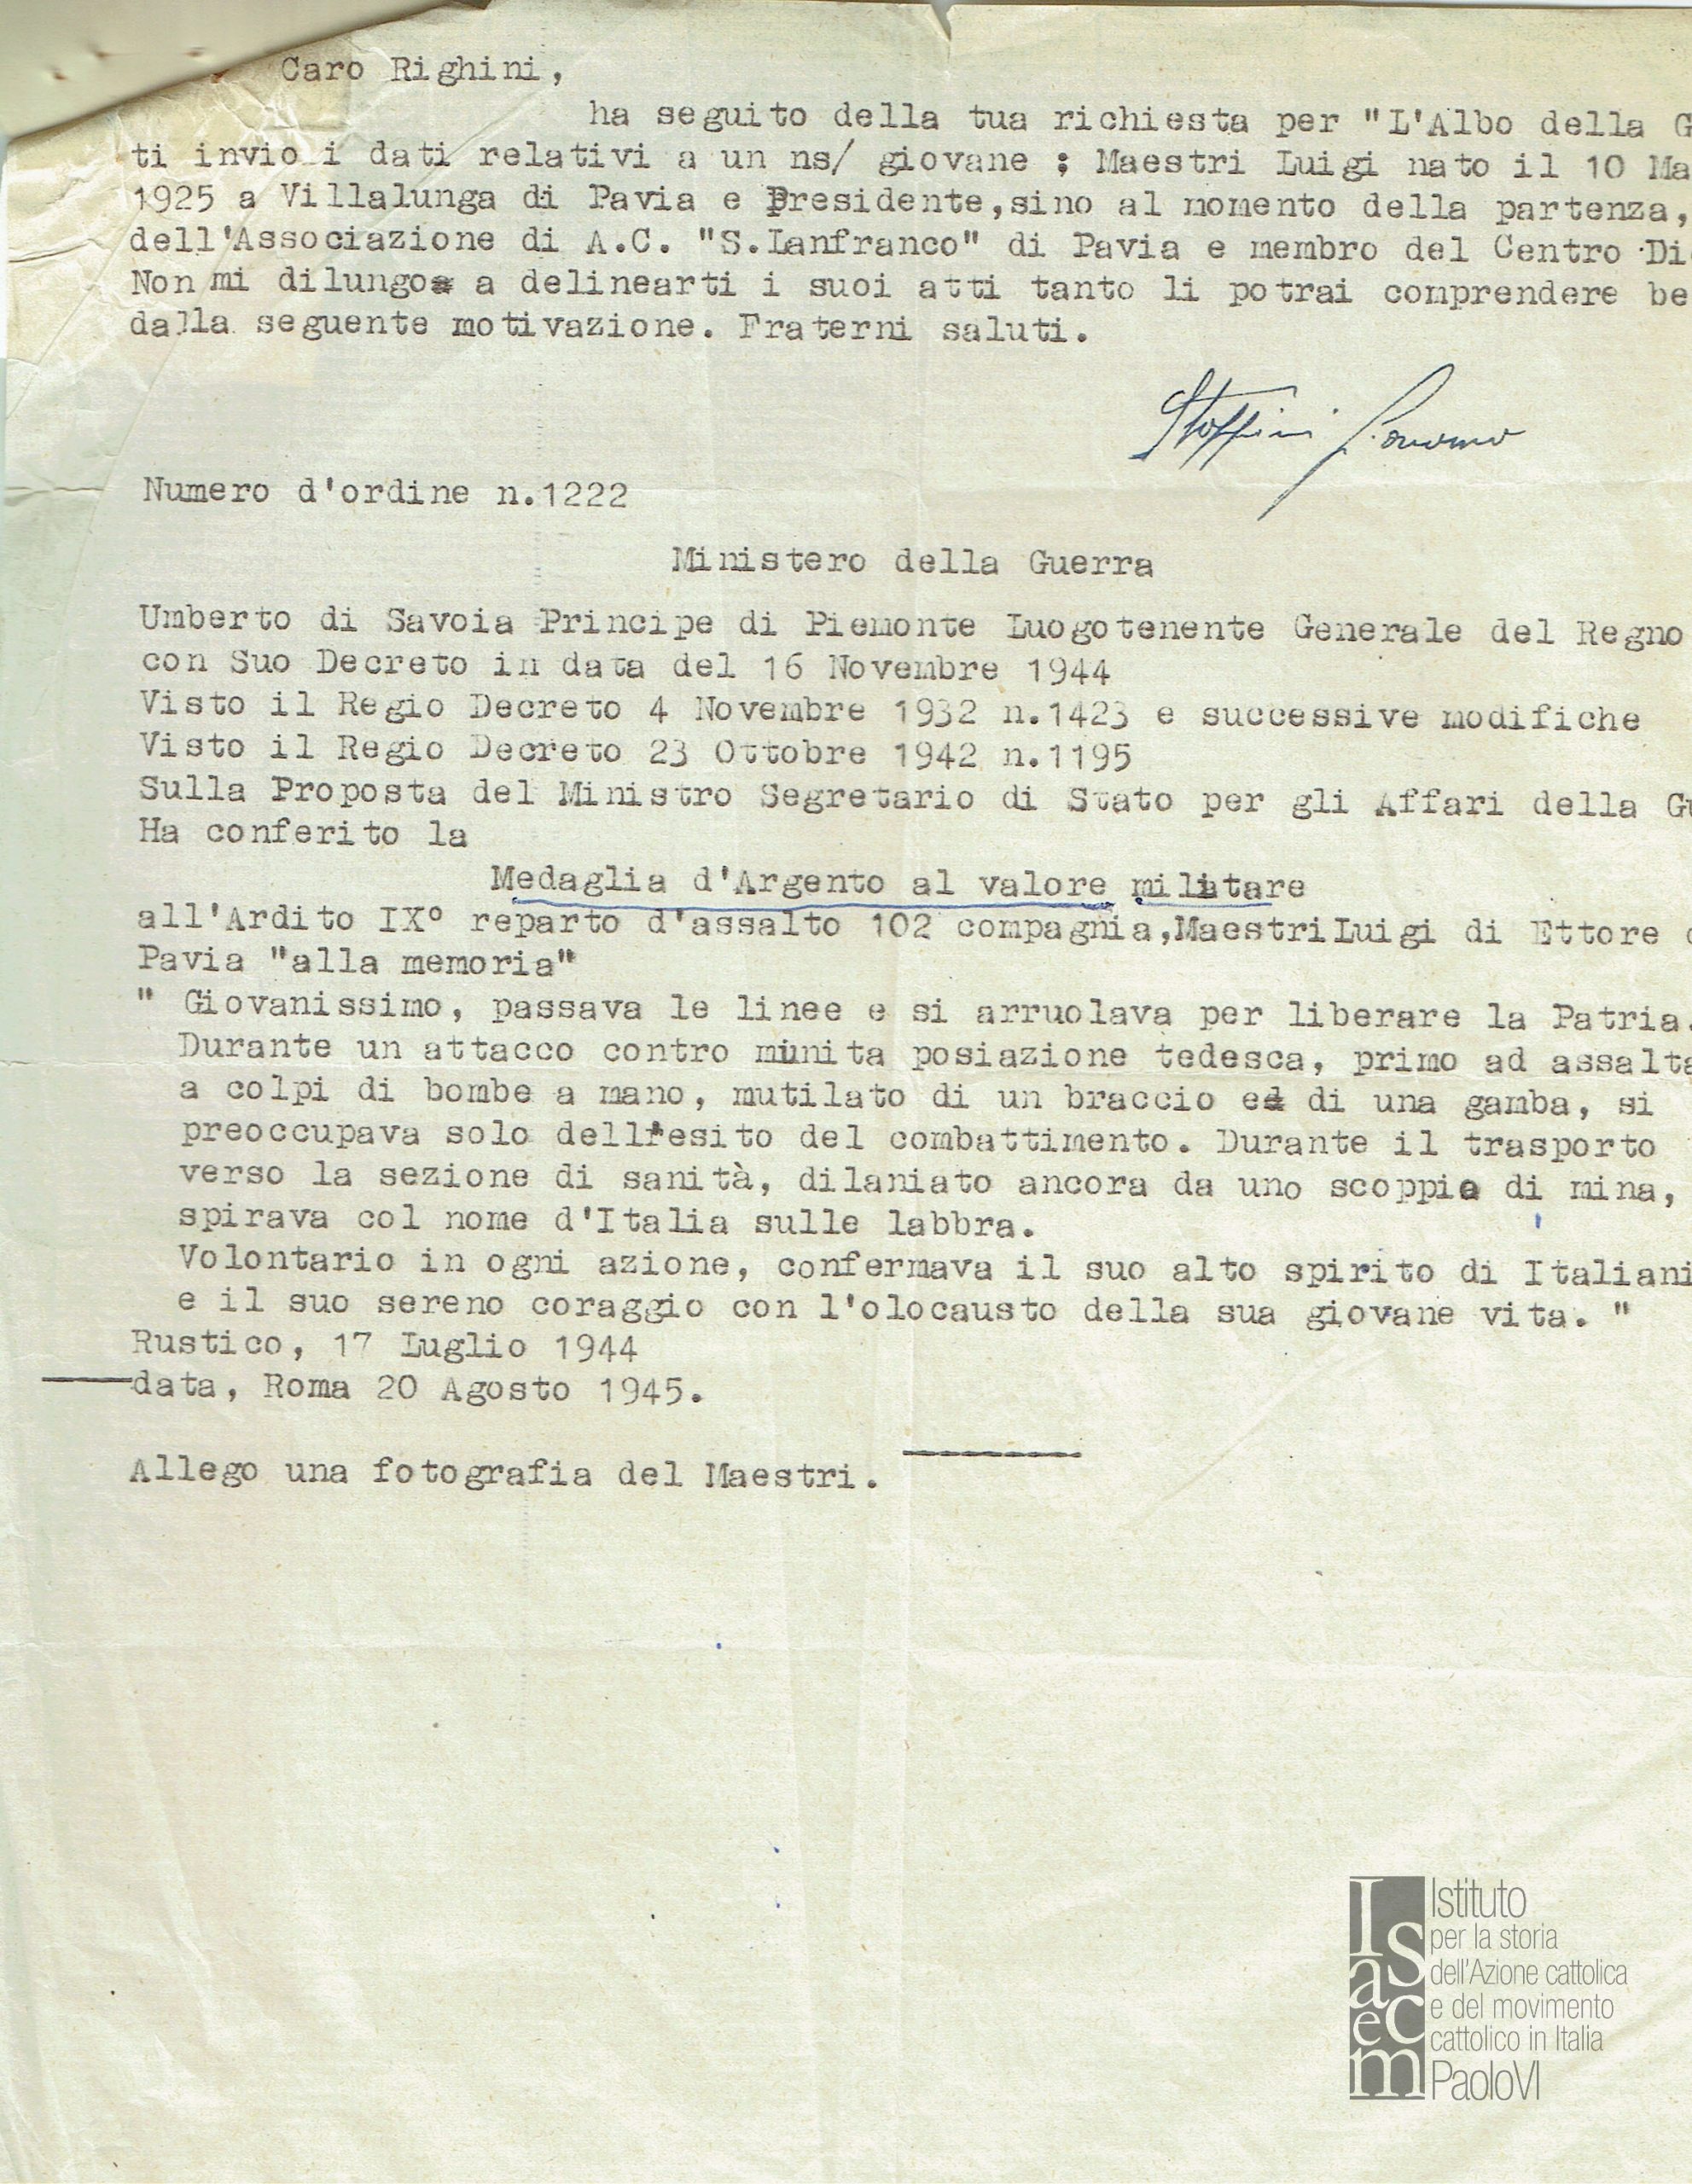 Caro Righini,
ha seguito della tua richiesta per "L'Albo della G
ti invio i dati relativi a un ns/ giovane ; Maestri Luigi nato il 10 Ma
1925 a Villalunga di Pavia e Presidente,sino al momento della partenza,
dell'Associazione di A.C. "S.Lanfranco" di Pavia e membro del Centro Di
Non mi dilungo a delinearti i suoi atti tanto li potrai comprendere be
dalla seguente motivazione. Fraterni saluti.
Stoppini
Numero d'ordine n.1222
Ministero della Guerra
Umberto di Savoia Principe di Piemonte Luogotenente Generale del Regno
con Suo Decreto in data del 16 Novembre 1944
Visto il Regio Decreto 4 Novembre 1932 n.1423 e successive modifiche
Visto il Regio Decreto 23 Ottobre 1942 n.1195
Sulla Proposta del Ministro Segretario di Stato per gli Affari della Gu
Ha conferito la
Medaglia d'Argento al valore militare
all'Ardito IX° reparto d'assalto 102 compagnia,MaestriLuigi di Ettore d
Pavia "alla memoria"
" Giovanissimo, passava le linee e si arruolava per liberare la Patria.
Durante un attacco contro munita posiazione tedesca, primo ad assalta
a colpi di bombe a mano, mutilato di un braccio e di una gamba, si
preoccupava solo dell'esito del combattimento. Durante il trasporto
verso la sezione di sanità, dilaniato ancora da uno scoppio di mina,
spirava col nome d'Italia sulle labbra.
Volontario in ogni azione, confermava il suo alto spirito di Italiani
e il suo sereno coraggio con l'olocausto della sua giovane vita. "
Rustico, 17 Luglio 1944
data, Roma 20 Agosto 1945.
Allego una fotografia del Maestri.
Istituto
per la storia
dell'Azione cattolica
e del movimento
cattolico in Italia
PaoloVI
Isacem